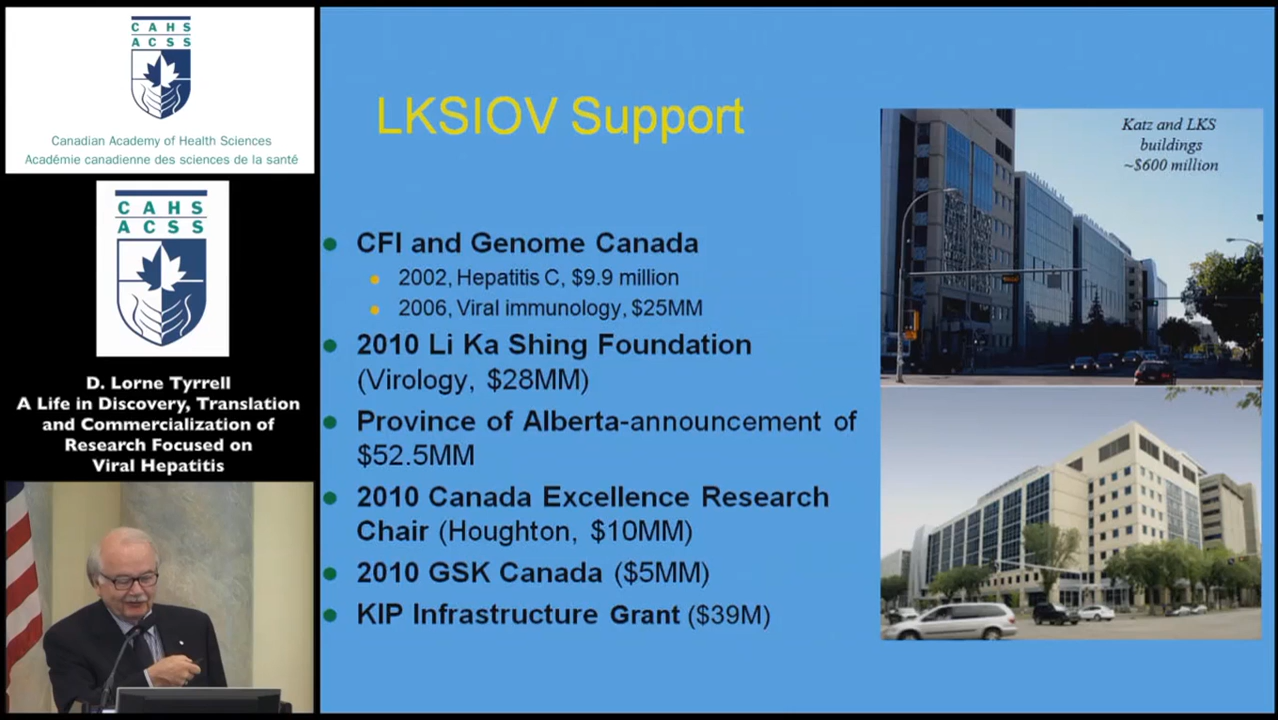 CAHS
ACSS
Canadian Academy of Health Sciences
Académie canadienne des sciences de la santé
CAHS
ACSS
D. Lorne Tyrrell
A Life in Discovery, Translation
and Commercialization of
Research Focused on
Viral Hepatitis
LKSIOV Support
CFI and Genome Canada
2002, Hepatitis C, $9.9 million
2006, Viral immunology, $25MM
2010 Li Ka Shing Foundation
(Virology, $28MM)
Province of Alberta-announcement of
$52.5MM
2010 Canada Excellence Research
Chair (Houghton, $10MM)
2010 GSK Canada ($5MM)
KIP Infrastructure Grant ($39M)
Katz and LKS
buildings
~$600 million